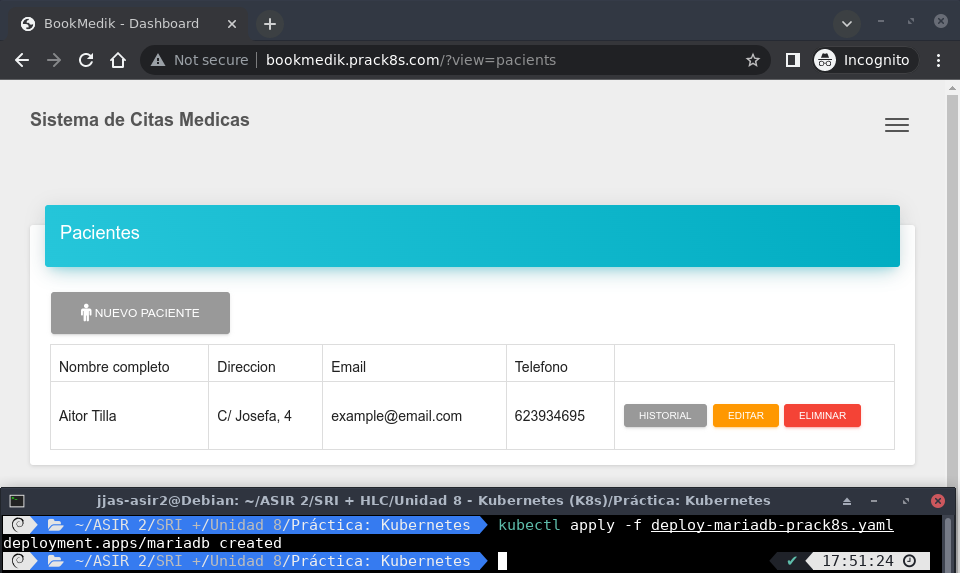 BookMedik - Dashboard
Not secure bookmedik.prack8s.com/?view=pacients Incognito
Sistema de Citas Medicas
Pacientes
NUEVO PACIENTE
Nombre completo Direccion Email Telefono
Aitor Tilla C/ Josefa, 4 example@email.com 623934695 HISTORIAL EDITAR ELIMINAR
jjas-asir2@Debian: ~/ASIR 2/SRI + HLC/Unidad 8 - Kubernetes (K8s)/Práctica: Kubernetes
~/ASIR 2/SRI +/Unidad 8/Práctica: Kubernetes kubectl apply -f deploy-mariadb-prack8s.yaml
deployment.apps/mariadb created
~/ASIR 2/SRI +/Unidad 8/Práctica: Kubernetes ✔ 17:51:24